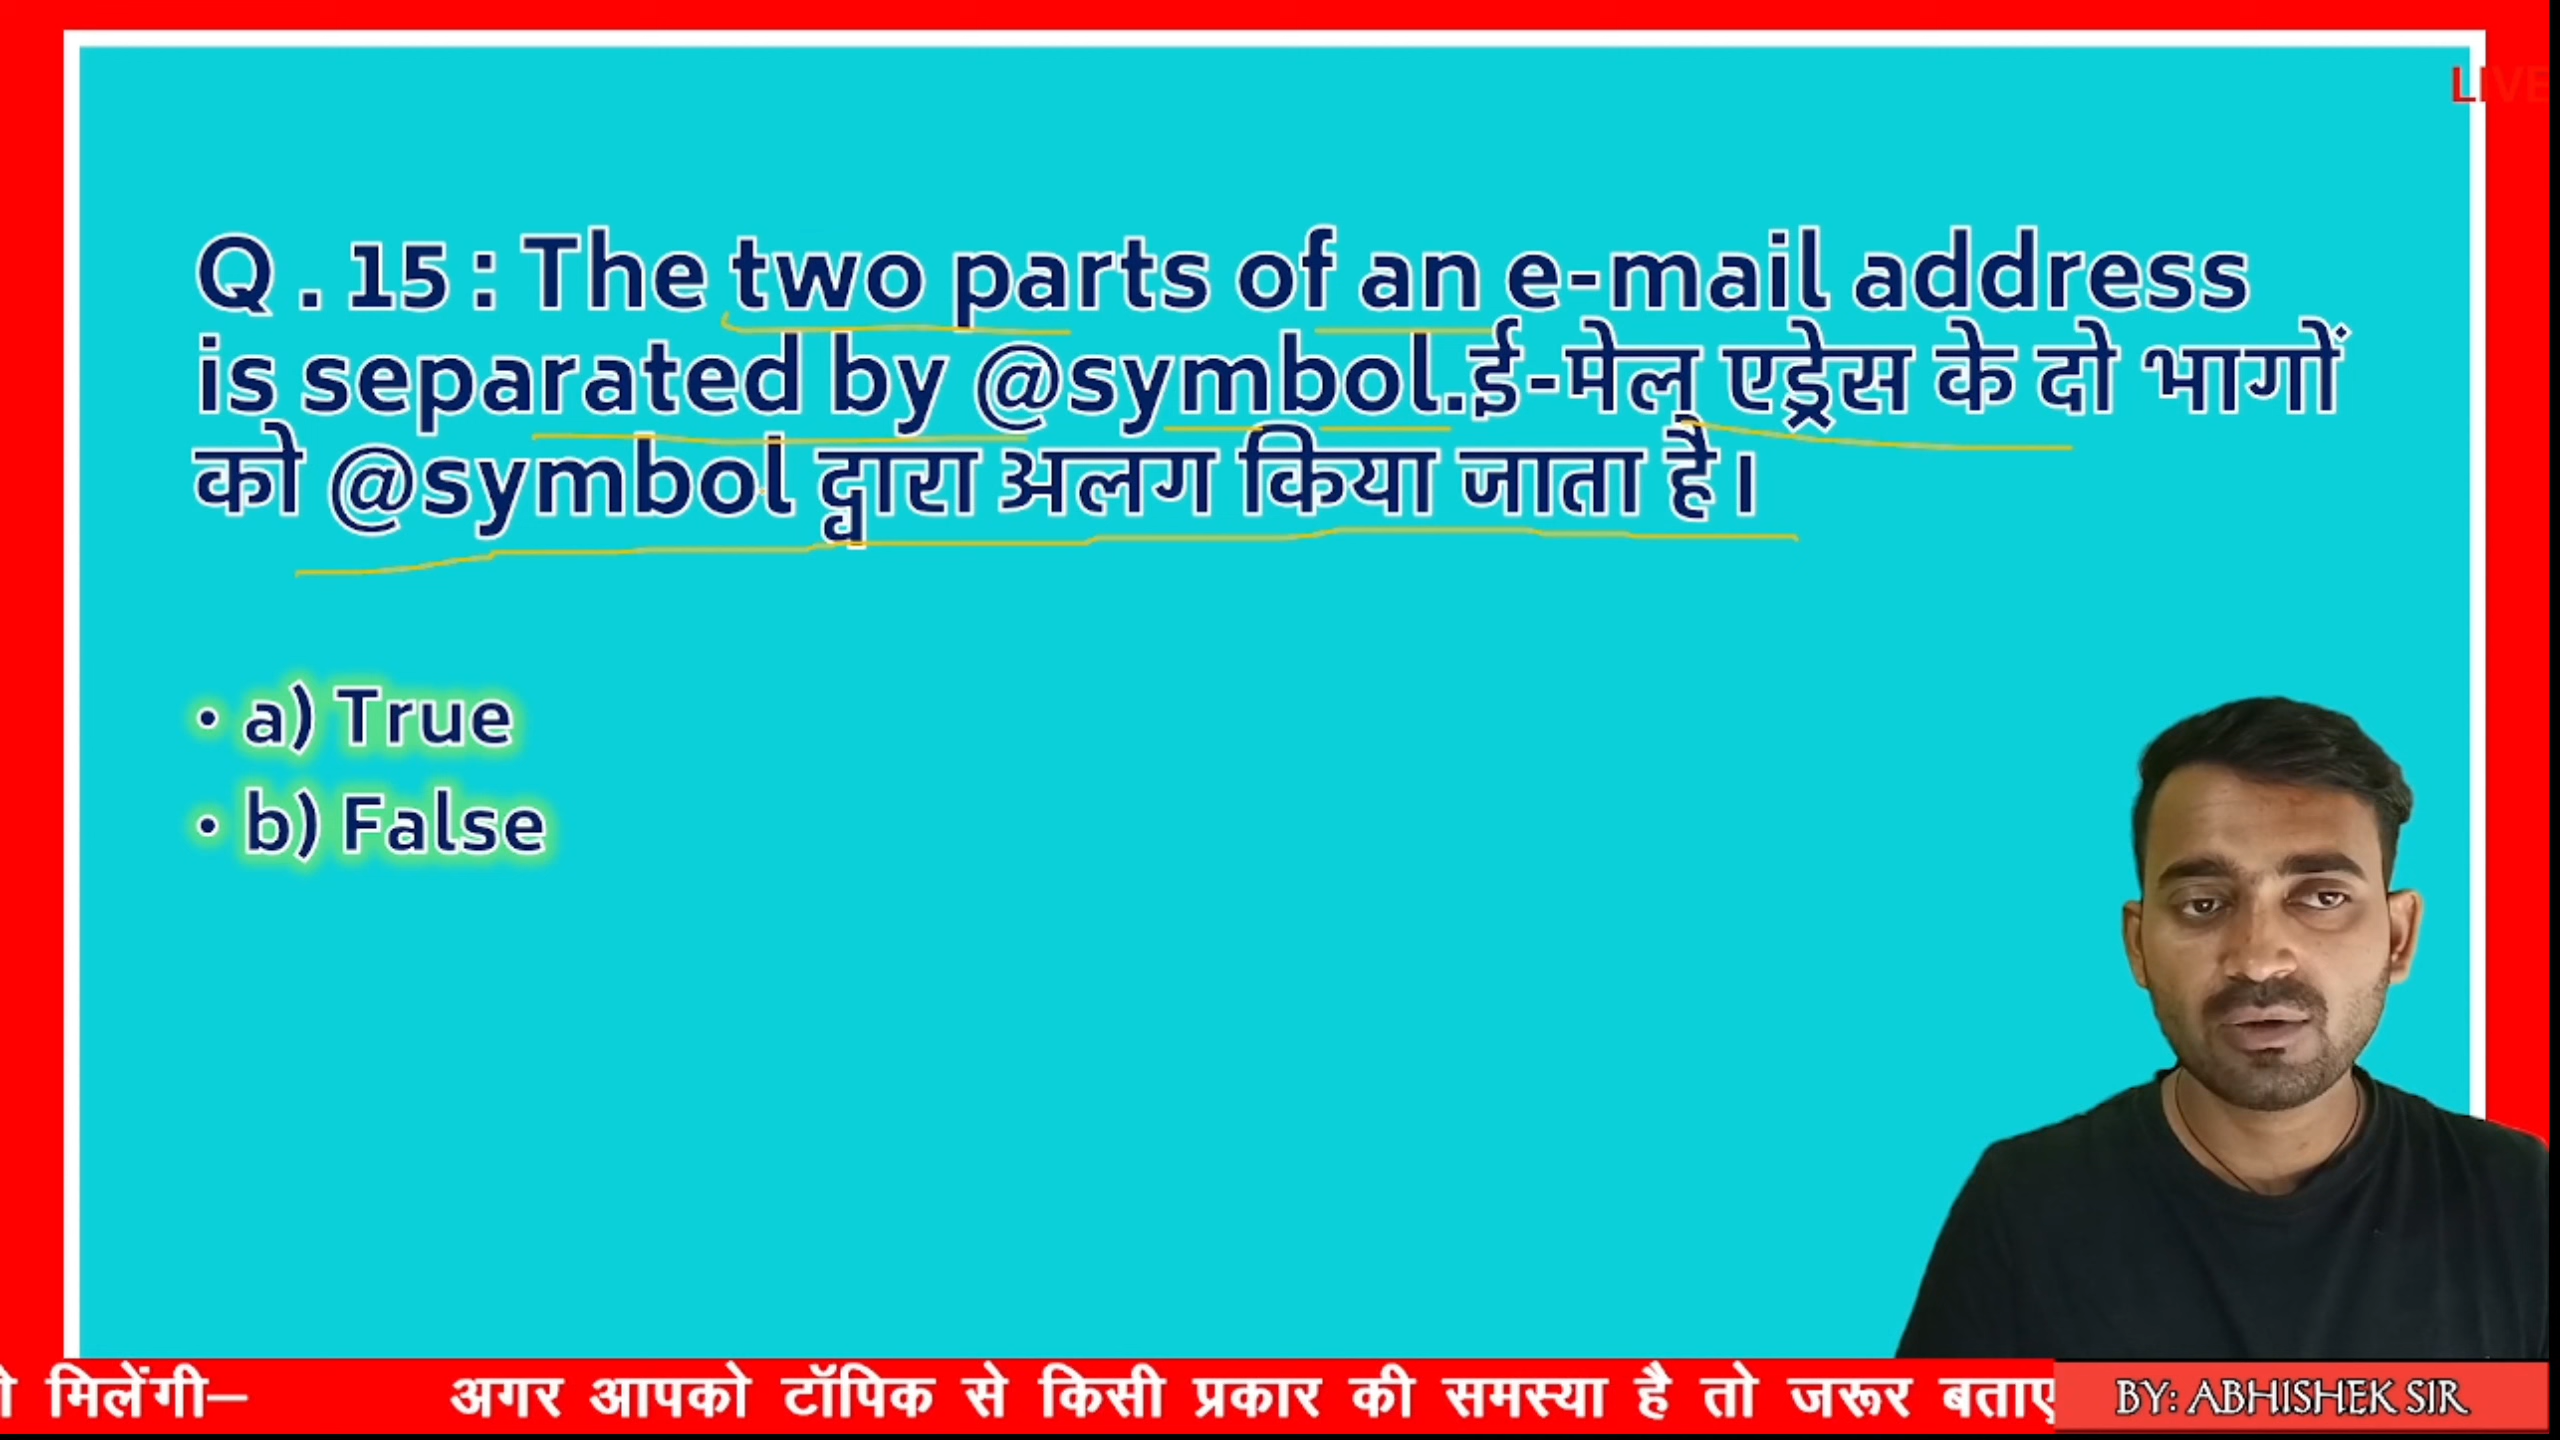 LIVE
Q . 15 : The two parts of an e-mail address
is separated by @symbol.ई-मेल एड्रेस के दो भागों
को @symbol द्वारा अलग किया जाता है।
• a) True
• b) False
मिलेंगी– अगर आपको टॉपिक से किसी प्रकार की समस्या है तो जरूर बताए
BY: ABHISHEK SIR